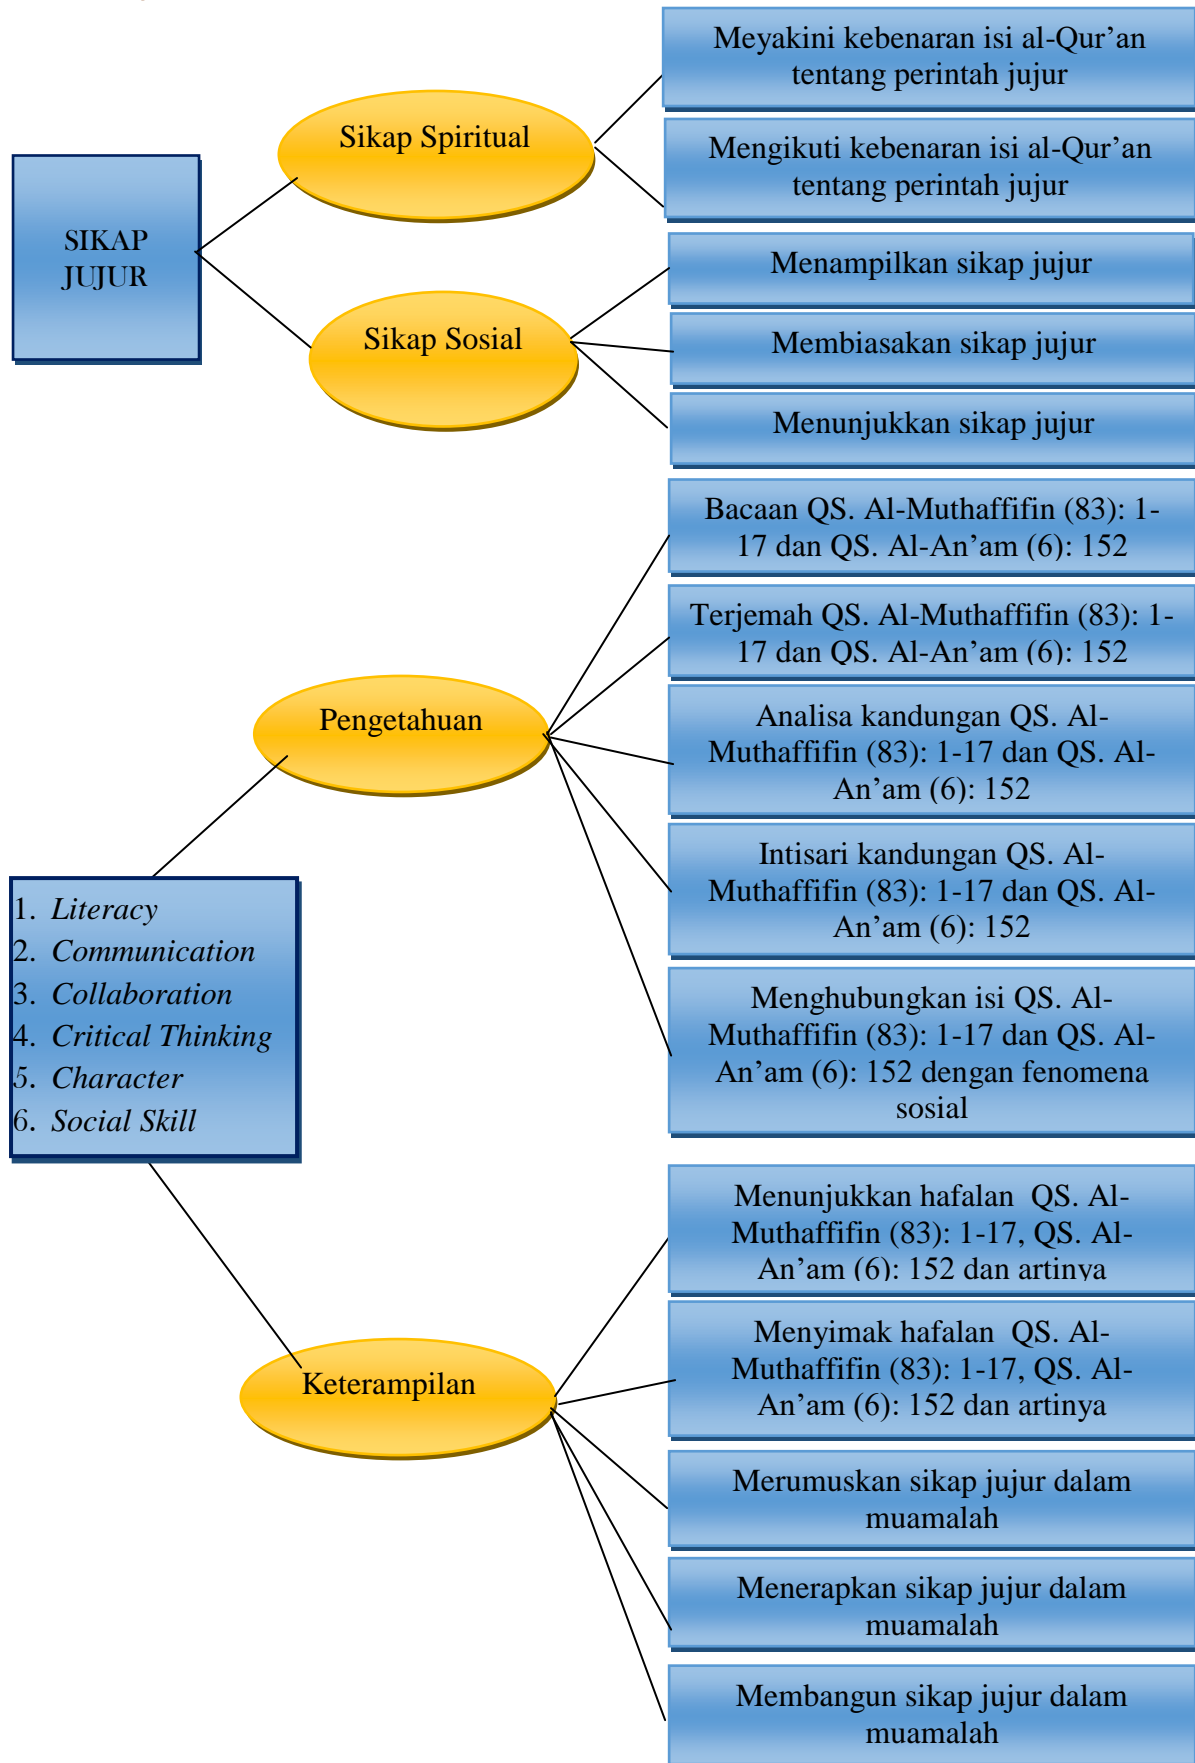 SIKAP
JUJUR
Sikap Spiritual
Meyakini kebenaran isi al-Qur’an
tentang perintah jujur
Mengikuti kebenaran isi al-Qur’an
tentang perintah jujur
Sikap Sosial
Menampilkan sikap jujur
Membiasakan sikap jujur
Menunjukkan sikap jujur
1. Literacy
2. Communication
3. Collaboration
4. Critical Thinking
5. Character
6. Social Skill
Pengetahuan
Bacaan QS. Al-Muthaffifin (83): 1-
17 dan QS. Al-An’am (6): 152
Terjemah QS. Al-Muthaffifin (83): 1-
17 dan QS. Al-An’am (6): 152
Analisa kandungan QS. Al-
Muthaffifin (83): 1-17 dan QS. Al-
An’am (6): 152
Intisari kandungan QS. Al-
Muthaffifin (83): 1-17 dan QS. Al-
An’am (6): 152
Menghubungkan isi QS. Al-
Muthaffifin (83): 1-17 dan QS. Al-
An’am (6): 152 dengan fenomena
sosial
Keterampilan
Menunjukkan hafalan  QS. Al-
Muthaffifin (83): 1-17, QS. Al-
An’am (6): 152 dan artinya
Menyimak hafalan  QS. Al-
Muthaffifin (83): 1-17, QS. Al-
An’am (6): 152 dan artinya
Merumuskan sikap jujur dalam
muamalah
Menerapkan sikap jujur dalam
muamalah
Membangun sikap jujur dalam
muamalah